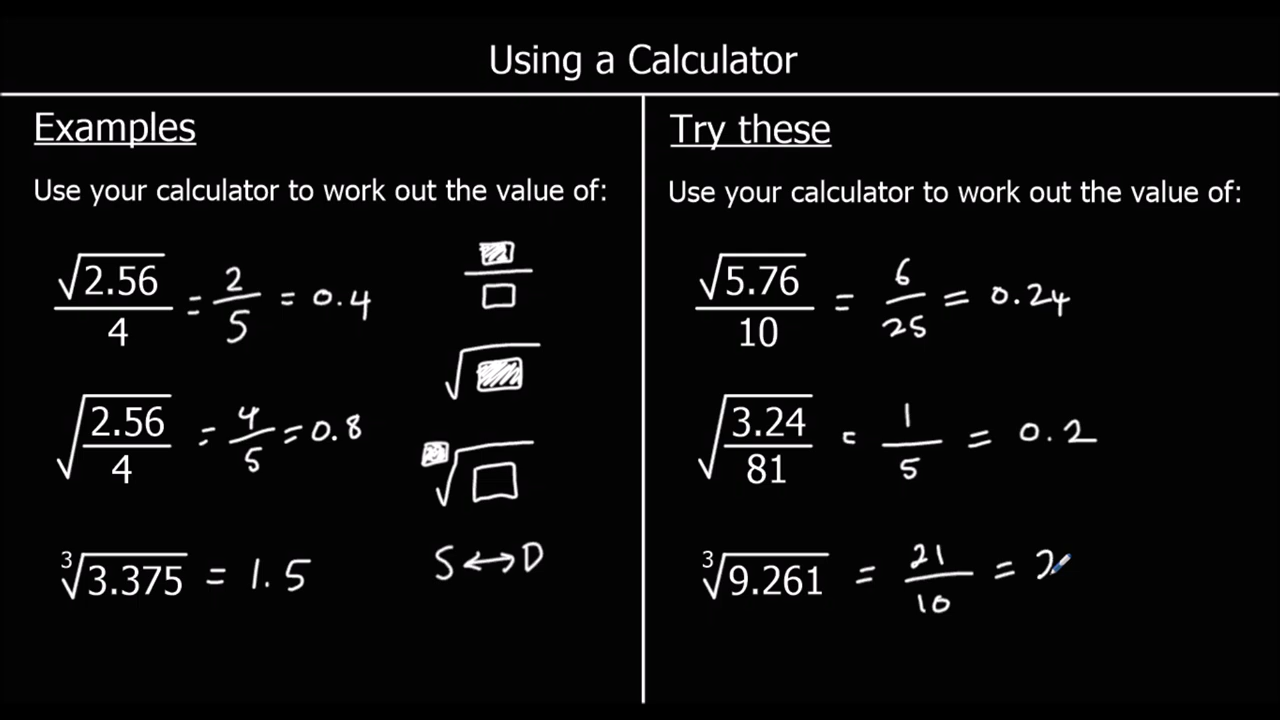 Using a Calculator
Examples
Use your calculator to work out the value of:
√2.56/4 = 2/5 = 0.4
√(2.56/4) = 4/5 = 0.8
∛3.375 = 1.5
S ↔ D
Try these
Use your calculator to work out the value of:
√5.76/10 = 6/25 = 0.24
√(3.24/81) = 1/5 = 0.2
∛9.261 = 21/10 = 2